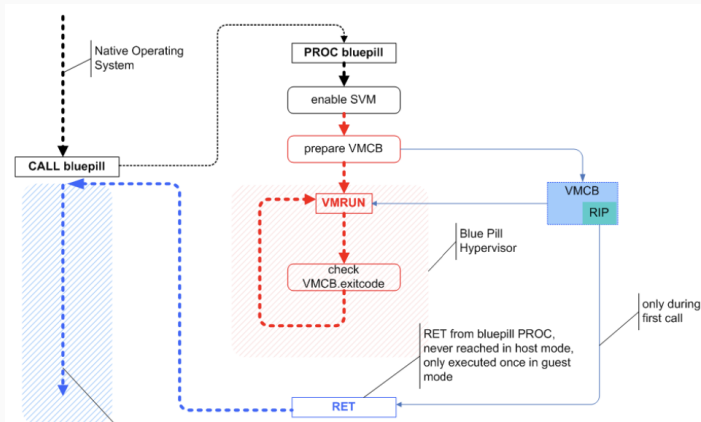 Native Operating
System
PROC bluepill
enable SVM
prepare VMCB
CALL bluepill
VMCB
RIP
VMRUN
Blue Pill
Hypervisor
check
VMCB.exitcode
only during
first call
RET from bluepill PROC,
never reached in host mode,
only executed once in guest
mode
RET